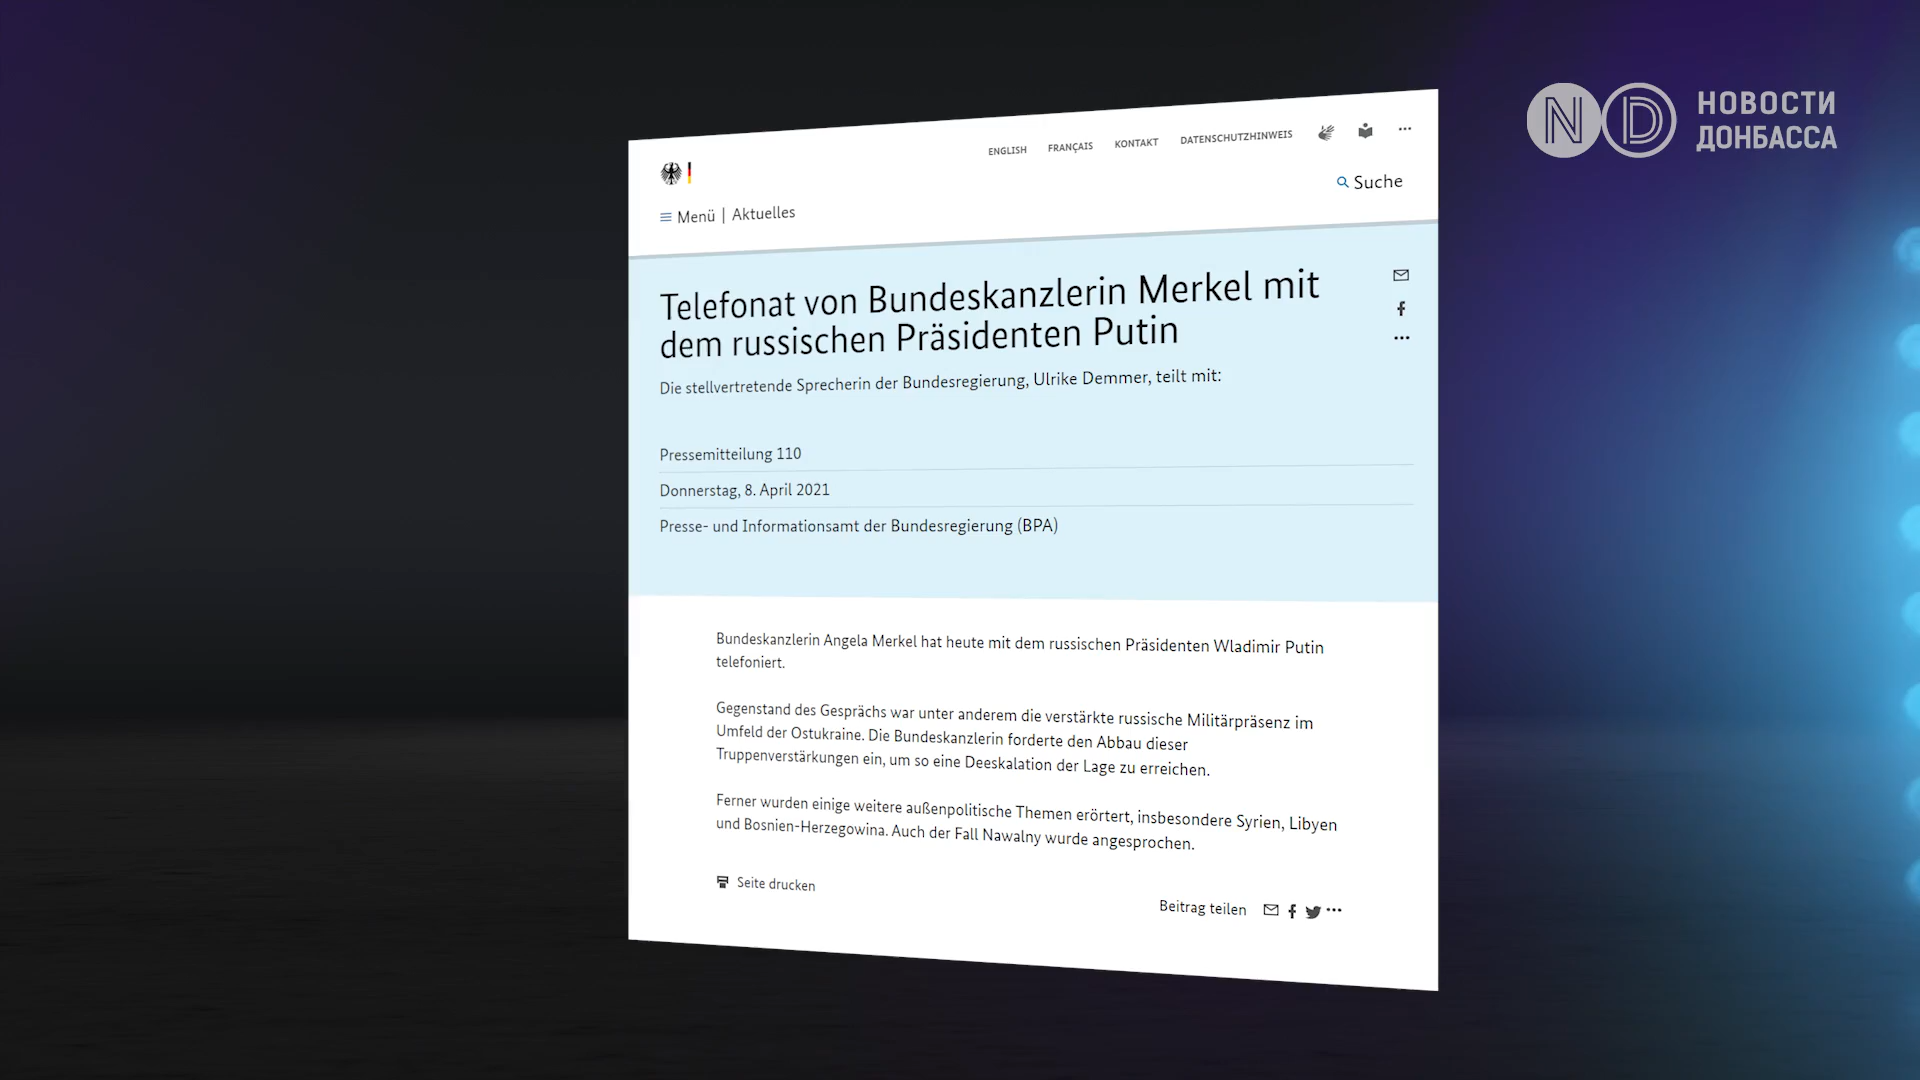 НОВОСТИ
ДОНБАССА
ENGLISH FRANÇAIS KONTAKT DATENSCHUTZHINWEIS
Suche
Menü | Aktuelles
Telefonat von Bundeskanzlerin Merkel mit
dem russischen Präsidenten Putin
Die stellvertretende Sprecherin der Bundesregierung, Ulrike Demmer, teilt mit:
Pressemitteilung 110
Donnerstag, 8. April 2021
Presse- und Informationsamt der Bundesregierung (BPA)
Bundeskanzlerin Angela Merkel hat heute mit dem russischen Präsidenten Wladimir Putin
telefoniert.
Gegenstand des Gesprächs war unter anderem die verstärkte russische Militärpräsenz im
Umfeld der Ostukraine. Die Bundeskanzlerin forderte den Abbau dieser
Truppenverstärkungen ein, um so eine Deeskalation der Lage zu erreichen.
Ferner wurden einige weitere außenpolitische Themen erörtert, insbesondere Syrien, Libyen
und Bosnien-Herzegowina. Auch der Fall Nawalny wurde angesprochen.
Seite drucken
Beitrag teilen